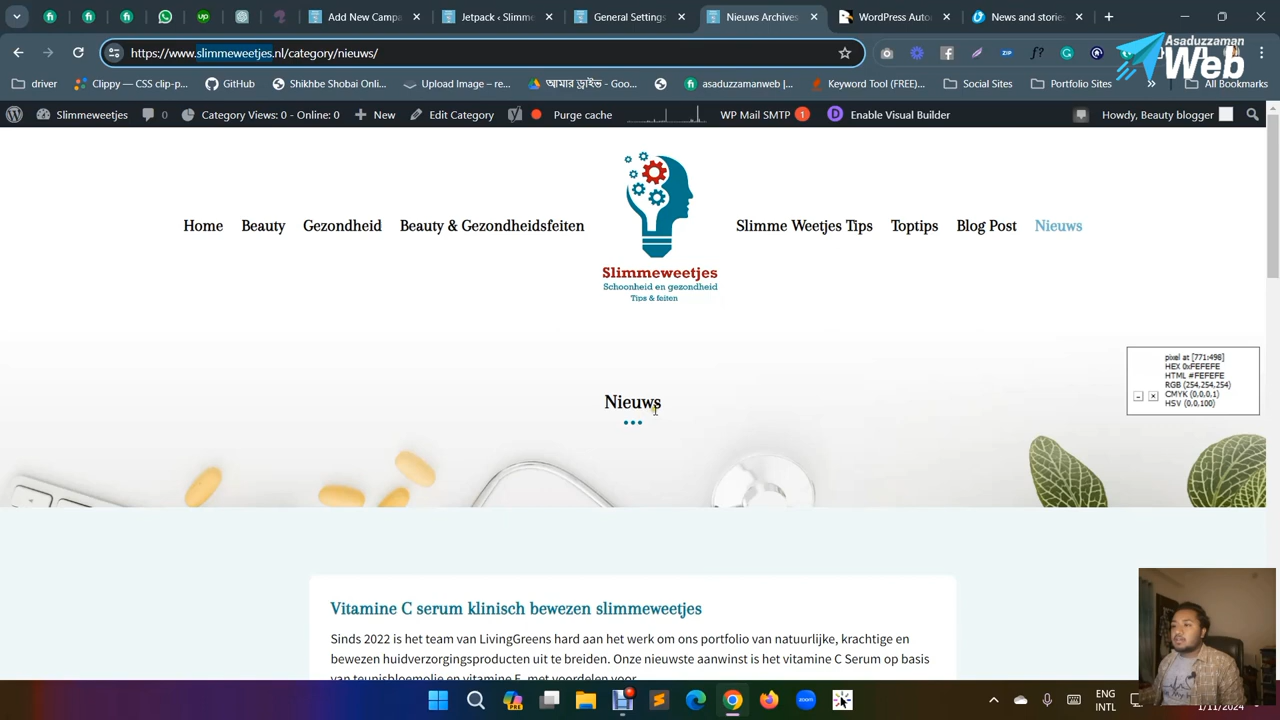 Add New Campa
Jetpack ‹ Slimme
General Settings
Nieuws Archives
WordPress Auto
News and stories
https://www.slimmeweetjes.nl/category/nieuws/
Asaduzzaman
Web
driver
Clippy — CSS clip-p...
GitHub
Shikhbe Shobai Onli...
Upload Image – re...
আমার ড্রাইভ - Goo...
asaduzzamanweb |...
Keyword Tool (FREE)...
Social Sites
Portfolio Sites
All Bookmarks
Slimmeweetjes
0
Category Views: 0 - Online: 0
New
Edit Category
Purge cache
WP Mail SMTP 1
Enable Visual Builder
Howdy, Beauty blogger
Home
Beauty
Gezondheid
Beauty & Gezondheidsfeiten
Slimmeweetjes
Schoonheid en gezondheid
Tips & feiten
Slimme Weetjes Tips
Toptips
Blog Post
Nieuws
pixel at [771:498]
HEX 0xFEFEFE
HTML #FEFEFE
RGB (254,254,254)
CMYK (0,0,0,1)
HSV (0,0,100)
Nieuws
Vitamine C serum klinisch bewezen slimmeweetjes
Sinds 2022 is het team van LivingGreens hard aan het werk om ons portfolio van natuurlijke, krachtige en
bewezen huidverzorgingsproducten uit te breiden. Onze nieuwste aanwinst is het vitamine C Serum op basis
van teunisbloemolie en vitamine E, met voordelen voor
zoom
ENG
INTL
1/11/2024